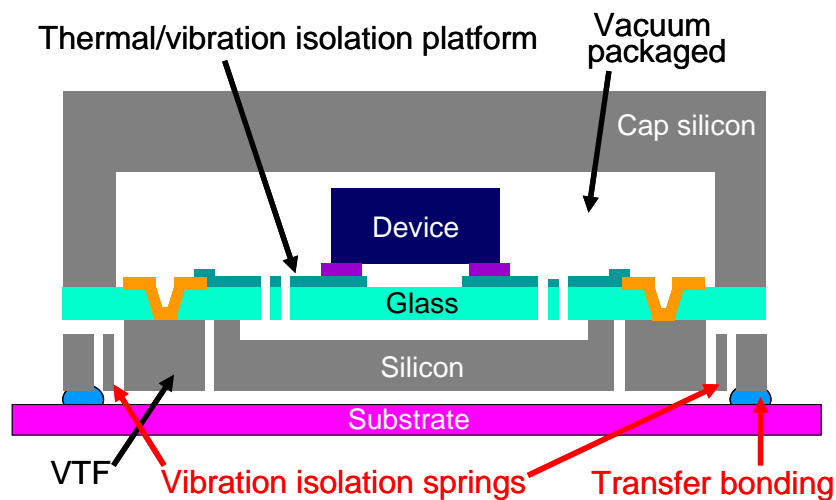 Thermal/vibration isolation platform
Vacuum
packaged
Cap silicon
Device
Glass
Silicon
Substrate
VTF
Vibration isolation springs
Transfer bonding